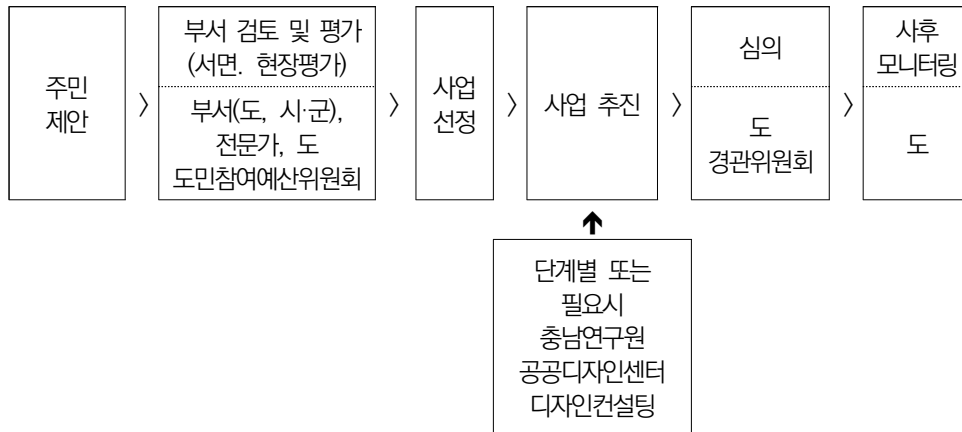 주민
제안
〉
부서 검토 및 평가
(서면. 현장평가)
부서(도, 시·군),
전문가, 도
도민참여예산위원회
〉
사업
선정
〉
사업 추진
〉
심의
도
경관위원회
〉
사후
모니터링
도
단계별 또는
필요시
충남연구원
공공디자인센터
디자인컨설팅